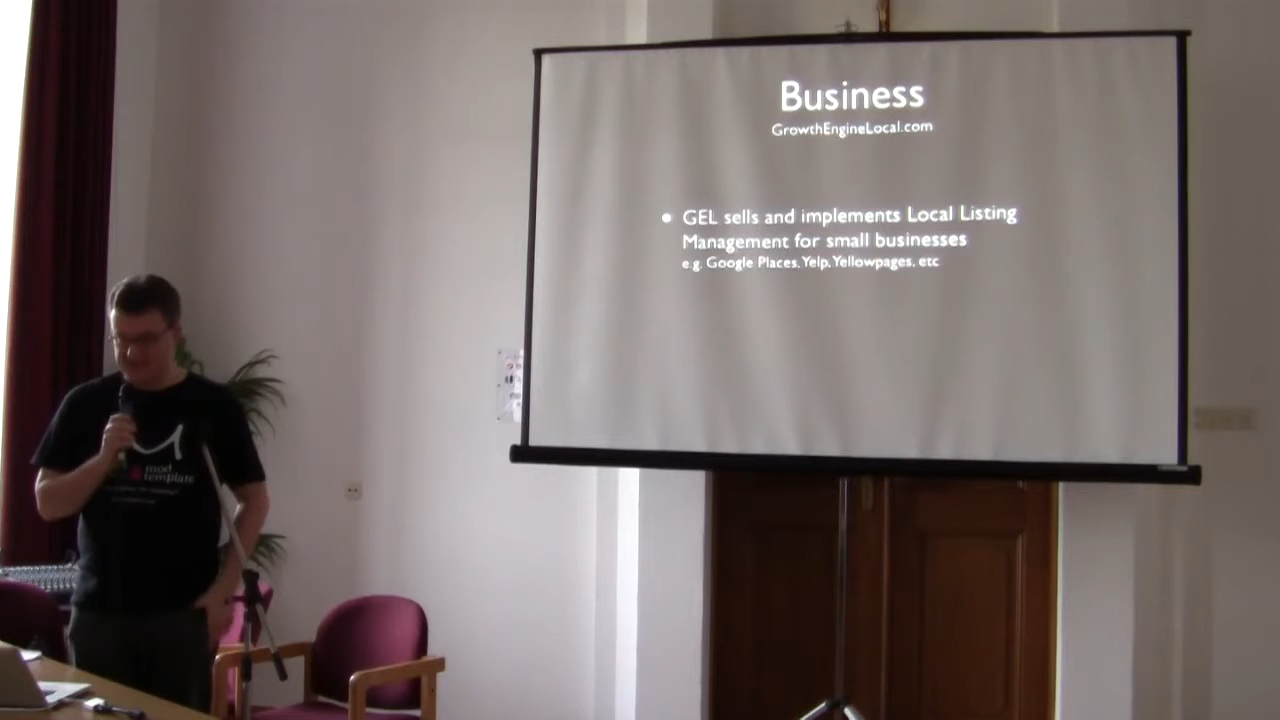 Business
GrowthEngineLocal.com
• GEL sells and implements Local Listing
Management for small businesses
e.g. Google Places, Yelp, Yellowpages, etc
mod
template